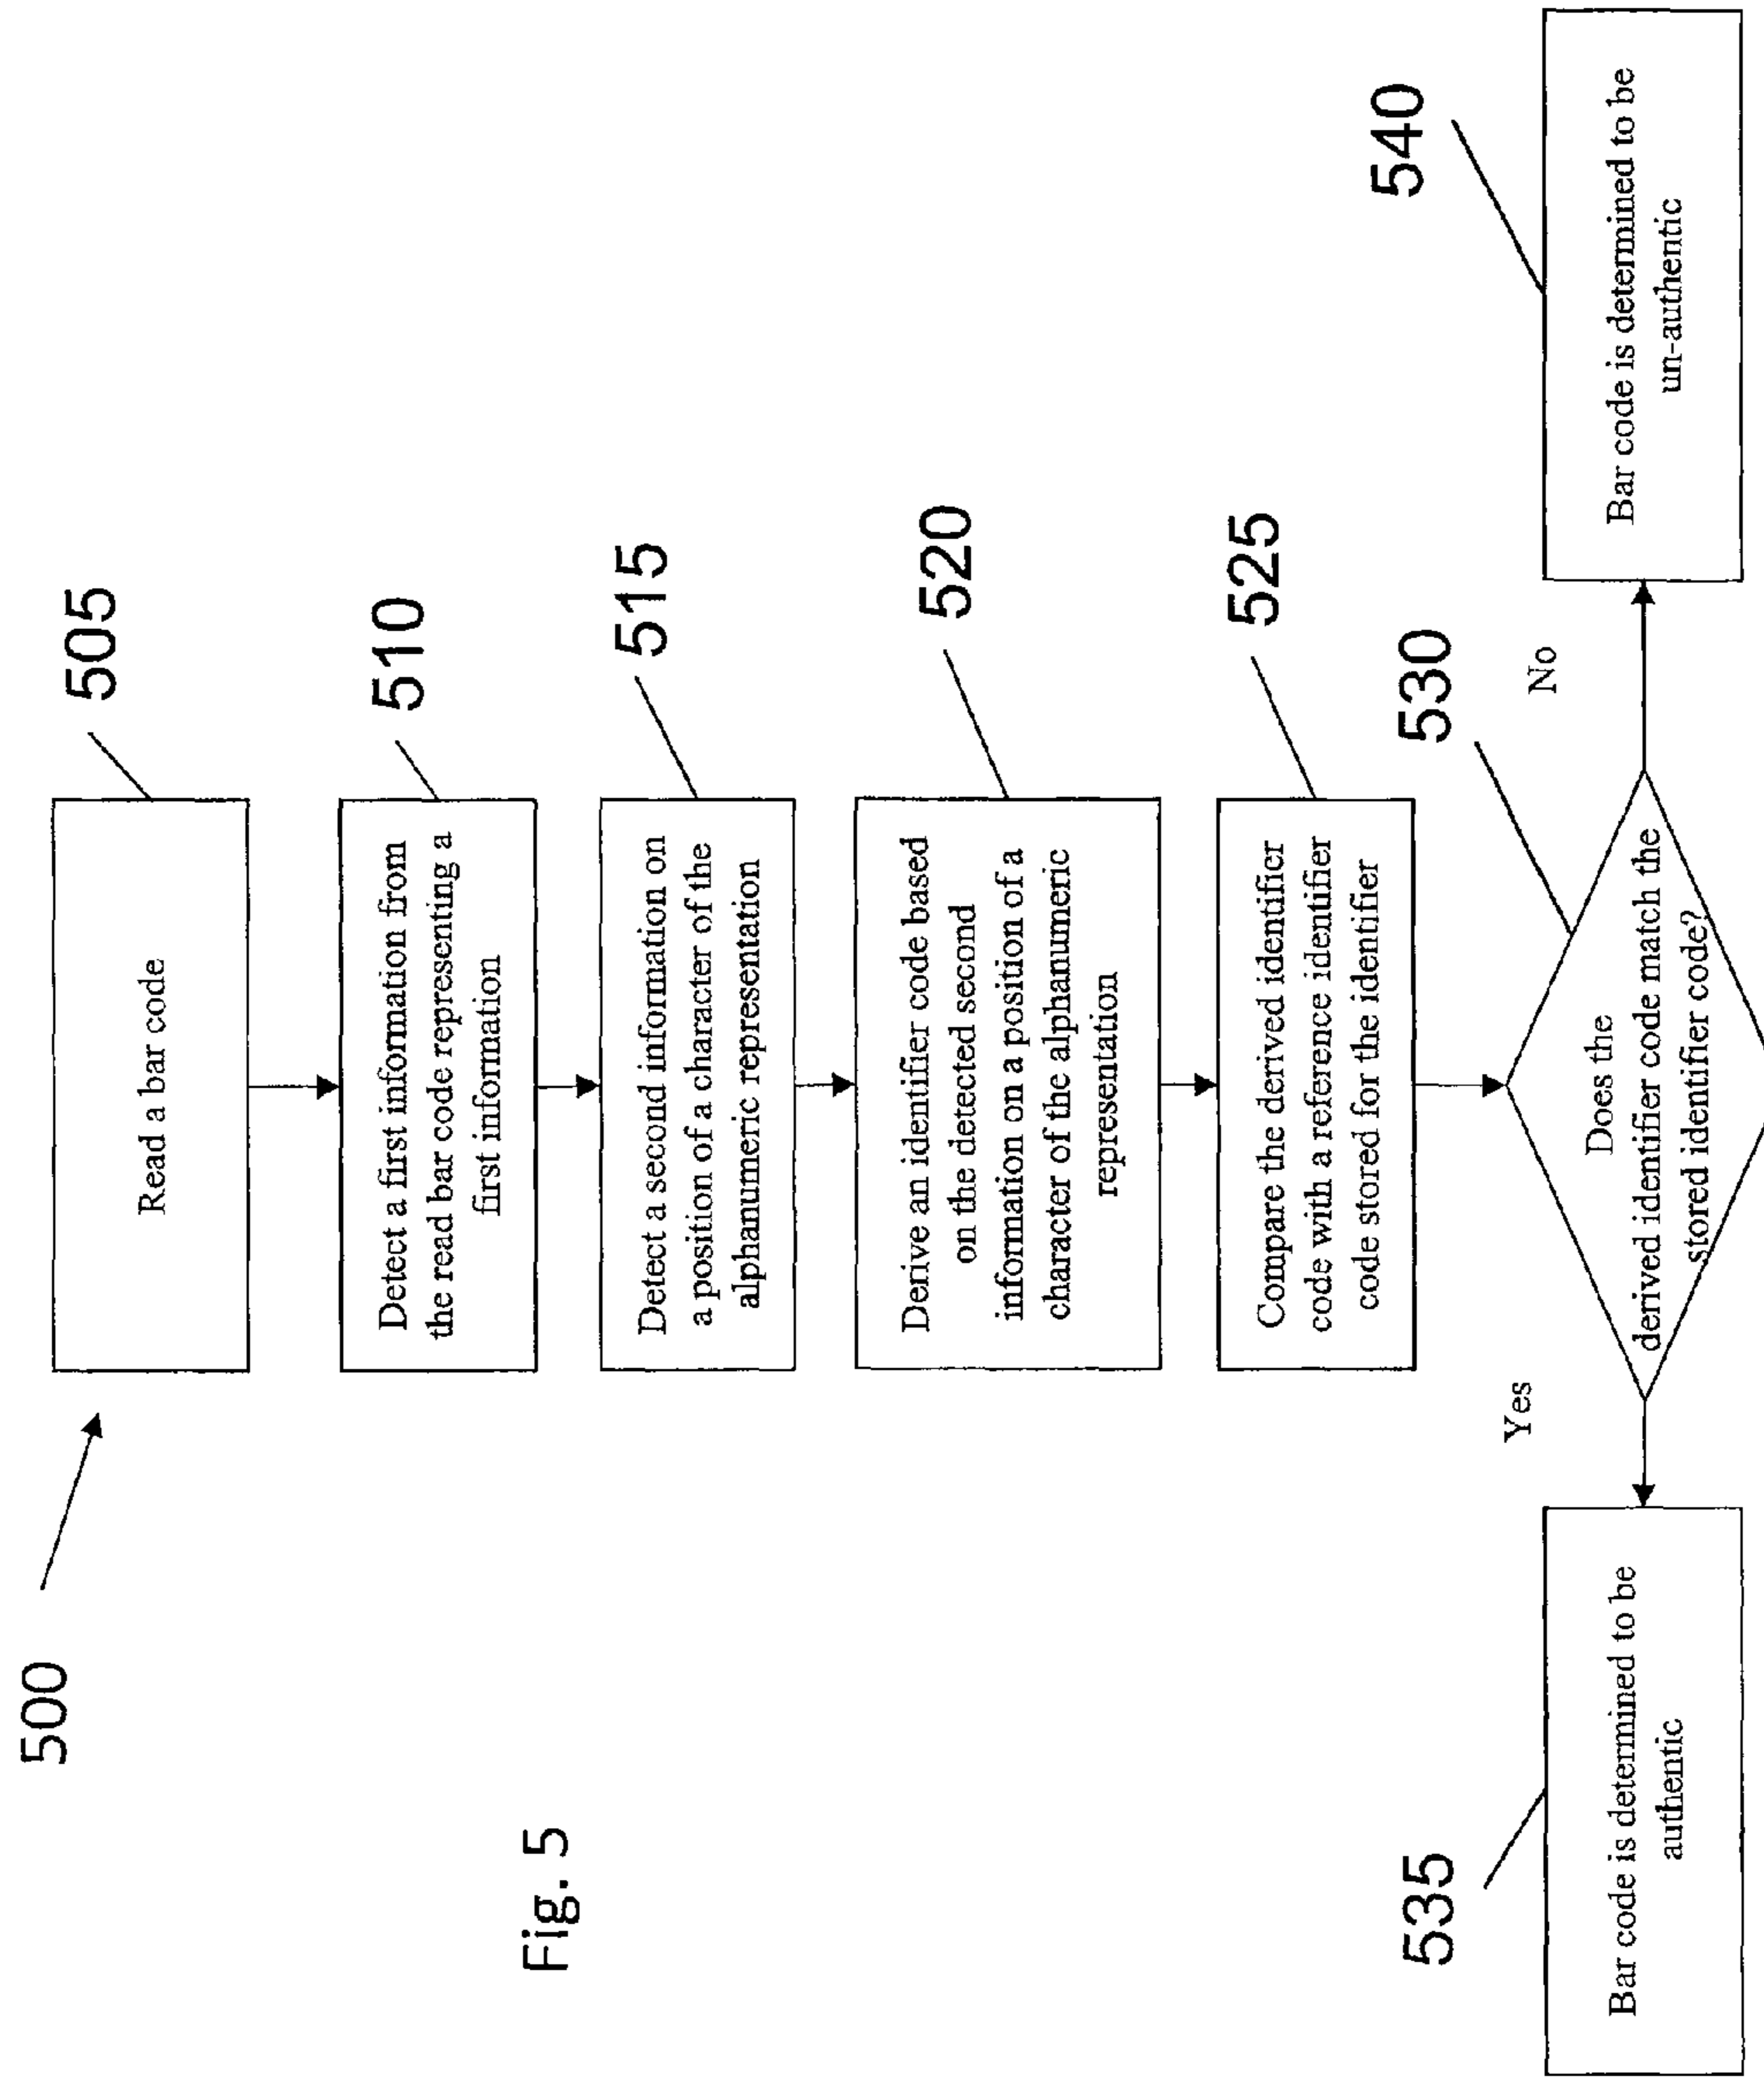 500
505
Read a bar code
510
Detect a first information from
the read bar code representing a
first information
515
Detect a second information on
a position of a character of the
alphanumeric representation
520
Derive an identifier code based
on the detected second
information on a position of a
character of the alphanumeric
representation
525
Compare the derived identifier
code with a reference identifier
code stored for the identifier
530
Does the
derived identifier code match the
stored identifier code?
Yes
No
535
Bar code is determined to be
authentic
540
Bar code is determined to be
un-authentic
Fig. 5